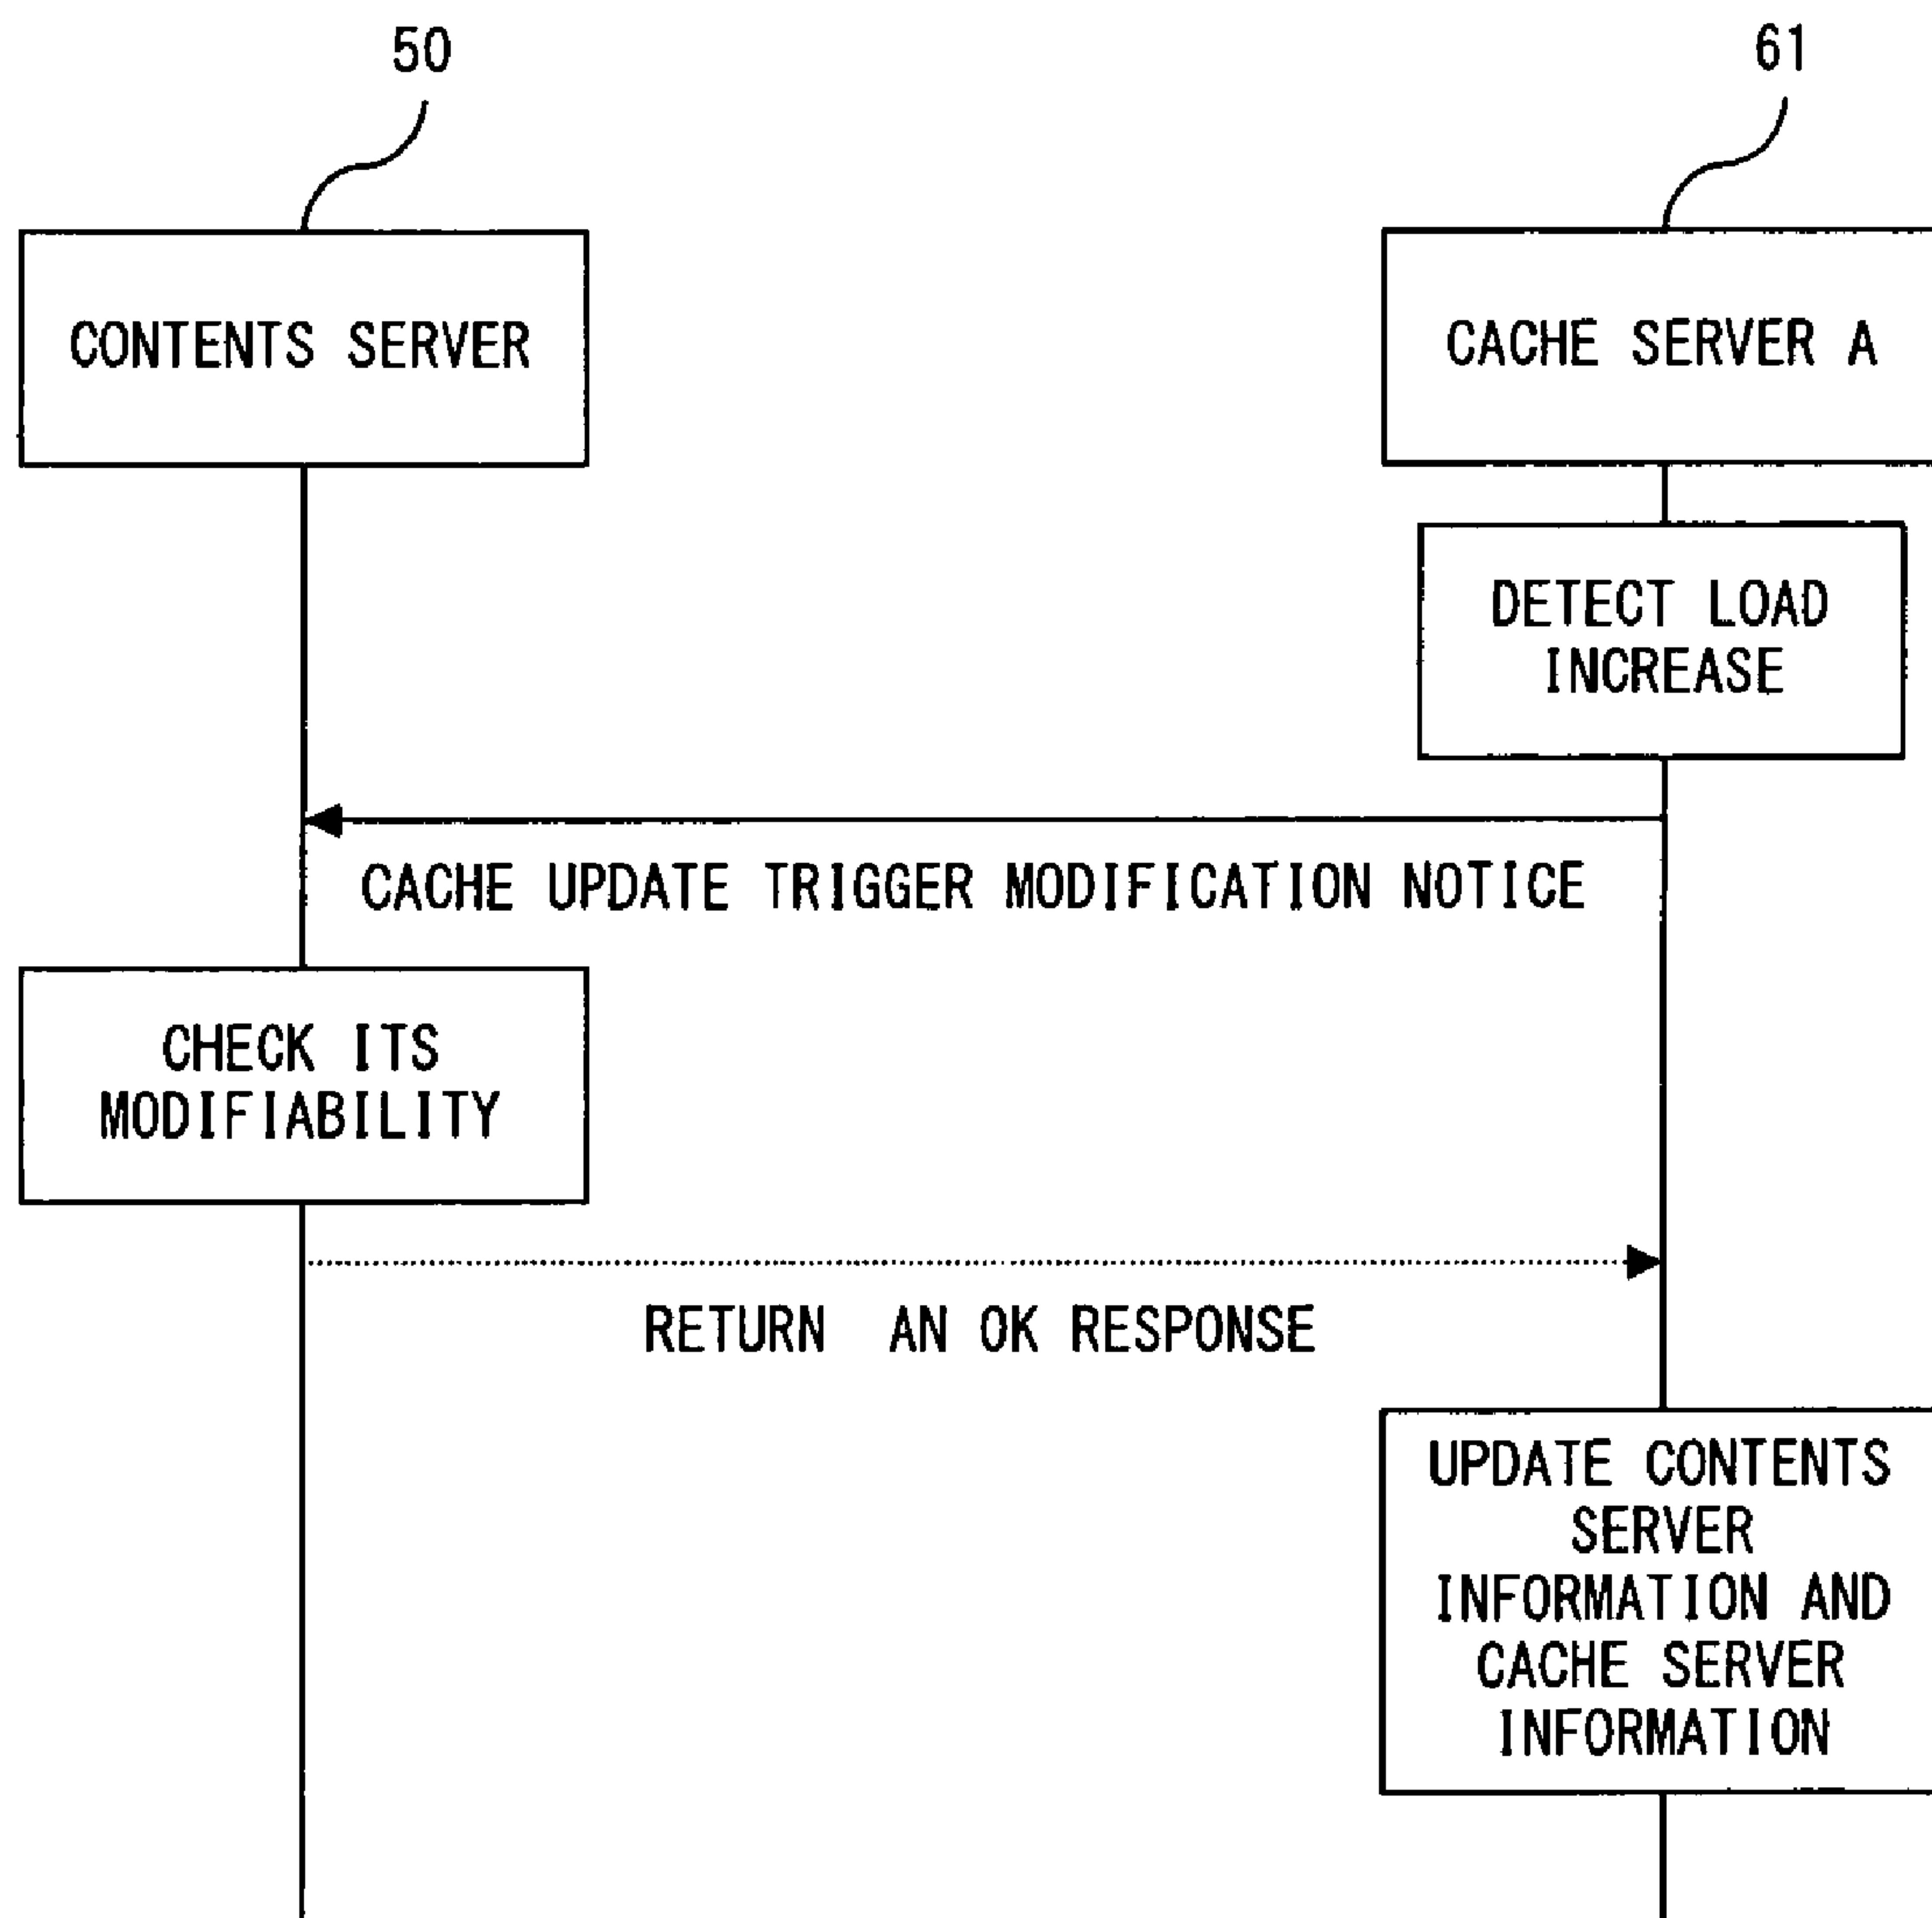 50
61
CONTENTS SERVER
CACHE SERVER A
DETECT LOAD
INCREASE
CACHE UPDATE TRIGGER MODIFICATION NOTICE
CHECK ITS
MODIFIABILITY
RETURN AN OK RESPONSE
UPDATE CONTENTS
SERVER
INFORMATION AND
CACHE SERVER
INFORMATION